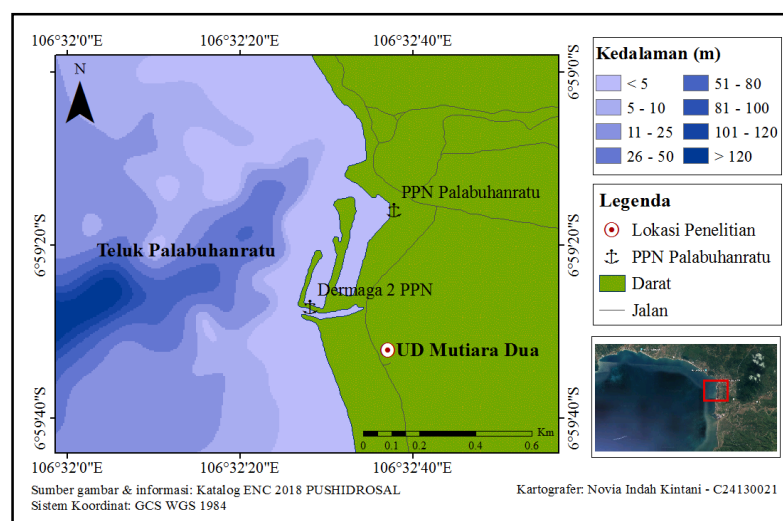 106°32'0"E 106°32'20"E 106°32'40"E
6°59'0"S
6°59'20"S
6°59'40"S
N
PPN Palabuhanratu
Teluk Palabuhanratu
Dermaga 2 PPN
UD Mutiara Dua
Km
0 0.1 0.2 0.4 0.6
6°59'0"S
6°59'20"S
6°59'40"S
106°32'0"E 106°32'20"E 106°32'40"E
Kedalaman (m)
< 5 51 - 80
5 - 10 81 - 100
11 - 25 101 - 120
26 - 50 > 120
Legenda
Lokasi Penelitian
PPN Palabuhanratu
Darat
Jalan
Sumber gambar & informasi: Katalog ENC 2018 PUSHIDROSAL
Sistem Koordinat: GCS WGS 1984
Kartografer: Novia Indah Kintani - C24130021